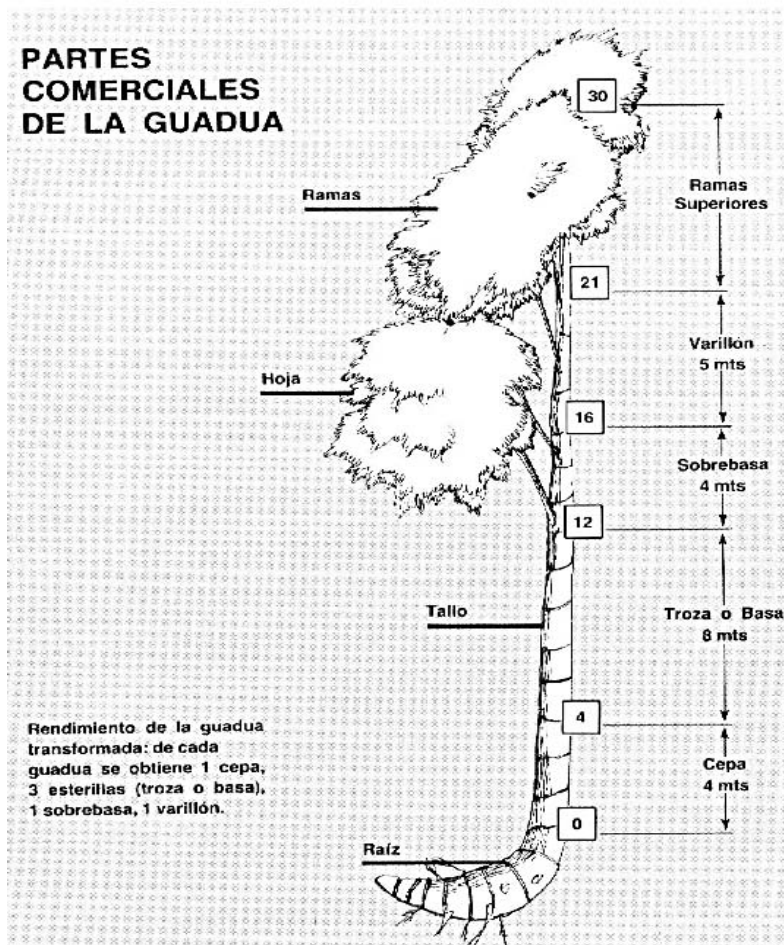 PARTES
COMERCIALES
DE LA GUADUA
30
Ramas
Ramas
Superiores
21
Varillón
5 mts
Hoja
16
Sobrebasa
4 mts
12
Tallo
Troza o Basa
8 mts
4
Rendimiento de la guadua
transformada: de cada
guadua se obtiene 1 cepa,
3 esterillas (troza o basa),
1 sobrebasa, 1 varillón.
Cepa
4 mts
0
Raíz